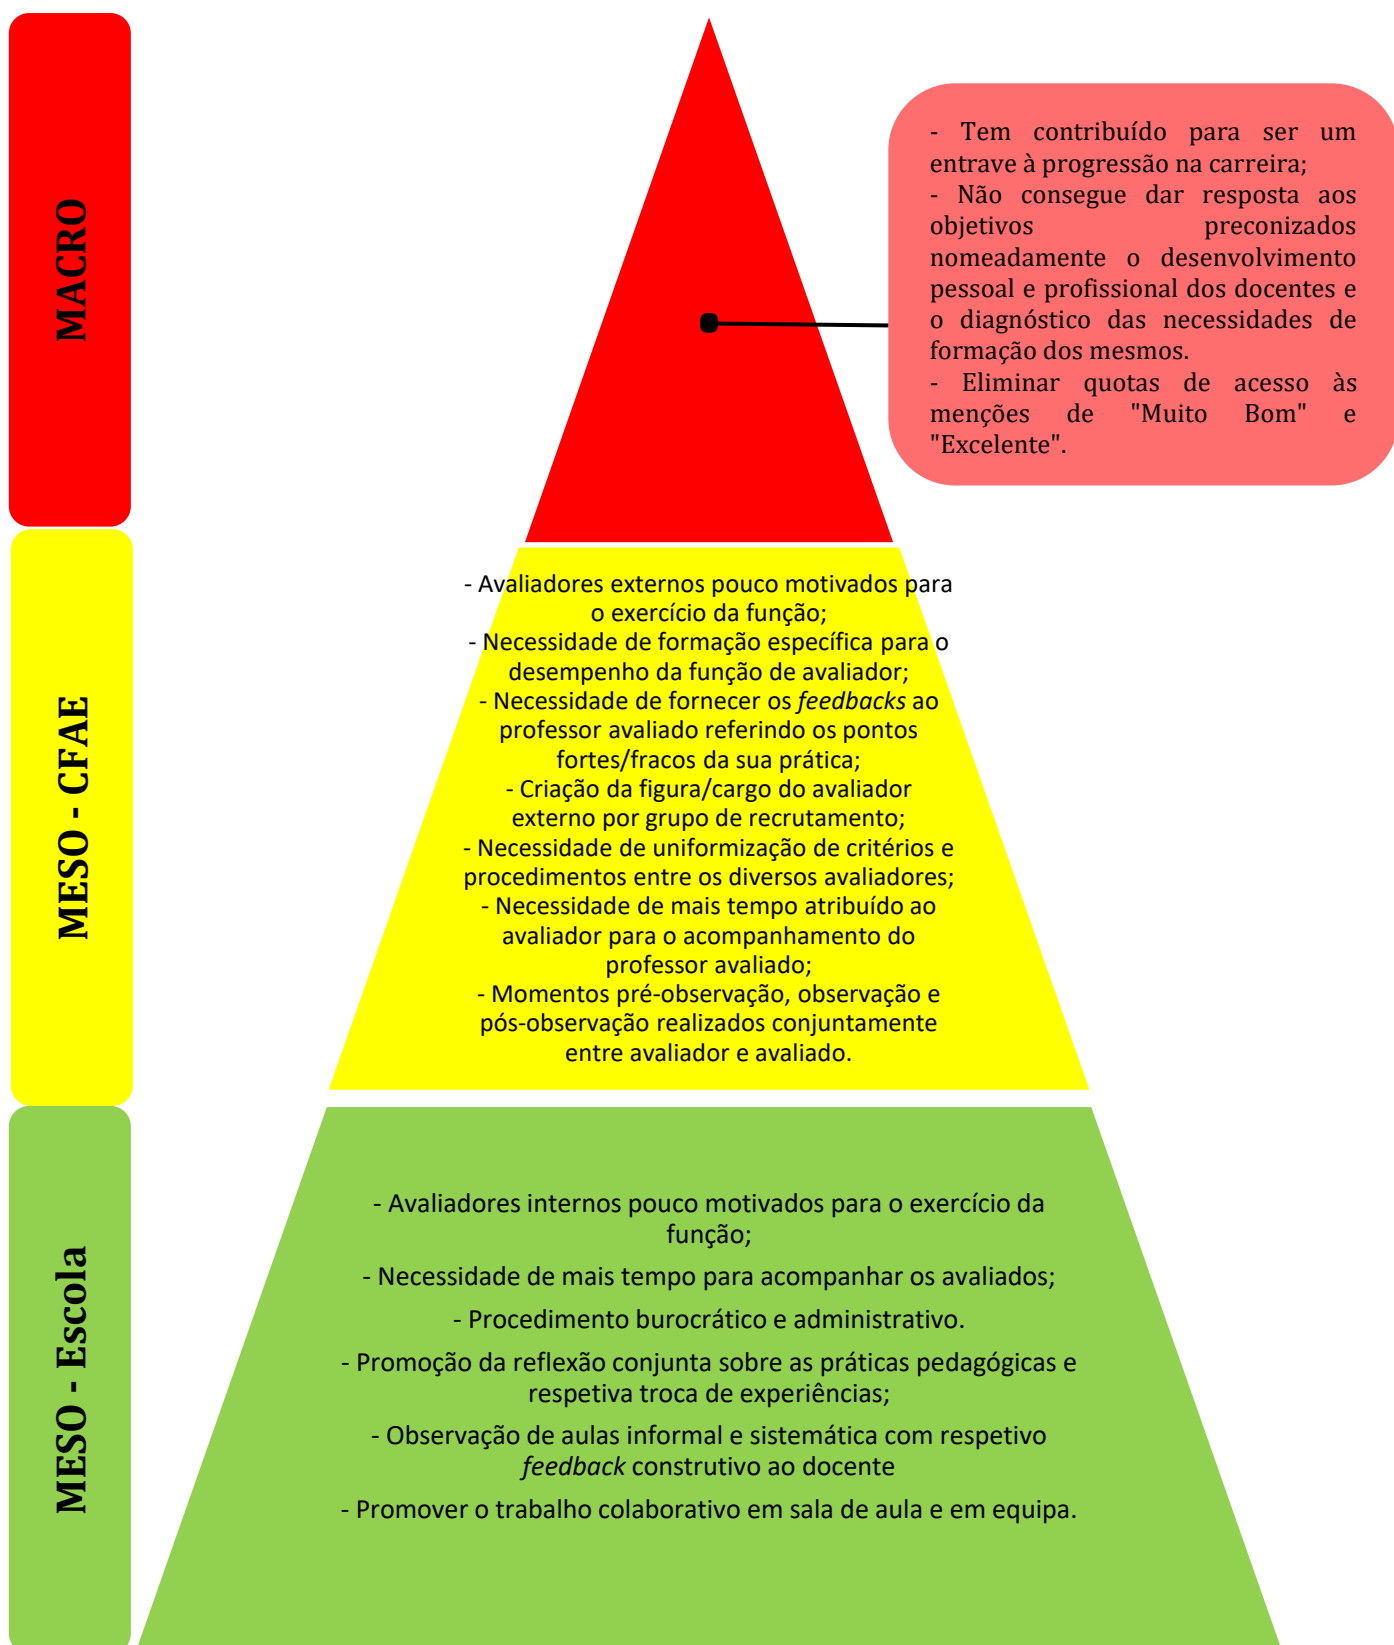 MACRO
- Tem contribuído para ser um
entrave à progressão na carreira;
- Não consegue dar resposta aos
objetivos preconizados
nomeadamente o desenvolvimento
pessoal e profissional dos docentes e
o diagnóstico das necessidades de
formação dos mesmos.
- Eliminar quotas de acesso às
menções de "Muito Bom" e
"Excelente".
MESO - CFAE
- Avaliadores externos pouco motivados para
o exercício da função;
- Necessidade de formação específica para o
desempenho da função de avaliador;
- Necessidade de fornecer os feedbacks ao
professor avaliado referindo os pontos
fortes/fracos da sua prática;
- Criação da figura/cargo do avaliador
externo por grupo de recrutamento;
- Necessidade de uniformização de critérios e
procedimentos entre os diversos avaliadores;
- Necessidade de mais tempo atribuído ao
avaliador para o acompanhamento do
professor avaliado;
- Momentos pré-observação, observação e
pós-observação realizados conjuntamente
entre avaliador e avaliado.
MESO - Escola
- Avaliadores internos pouco motivados para o exercício da
função;
- Necessidade de mais tempo para acompanhar os avaliados;
- Procedimento burocrático e administrativo.
- Promoção da reflexão conjunta sobre as práticas pedagógicas e
respetiva troca de experiências;
- Observação de aulas informal e sistemática com respetivo
feedback construtivo ao docente
- Promover o trabalho colaborativo em sala de aula e em equipa.